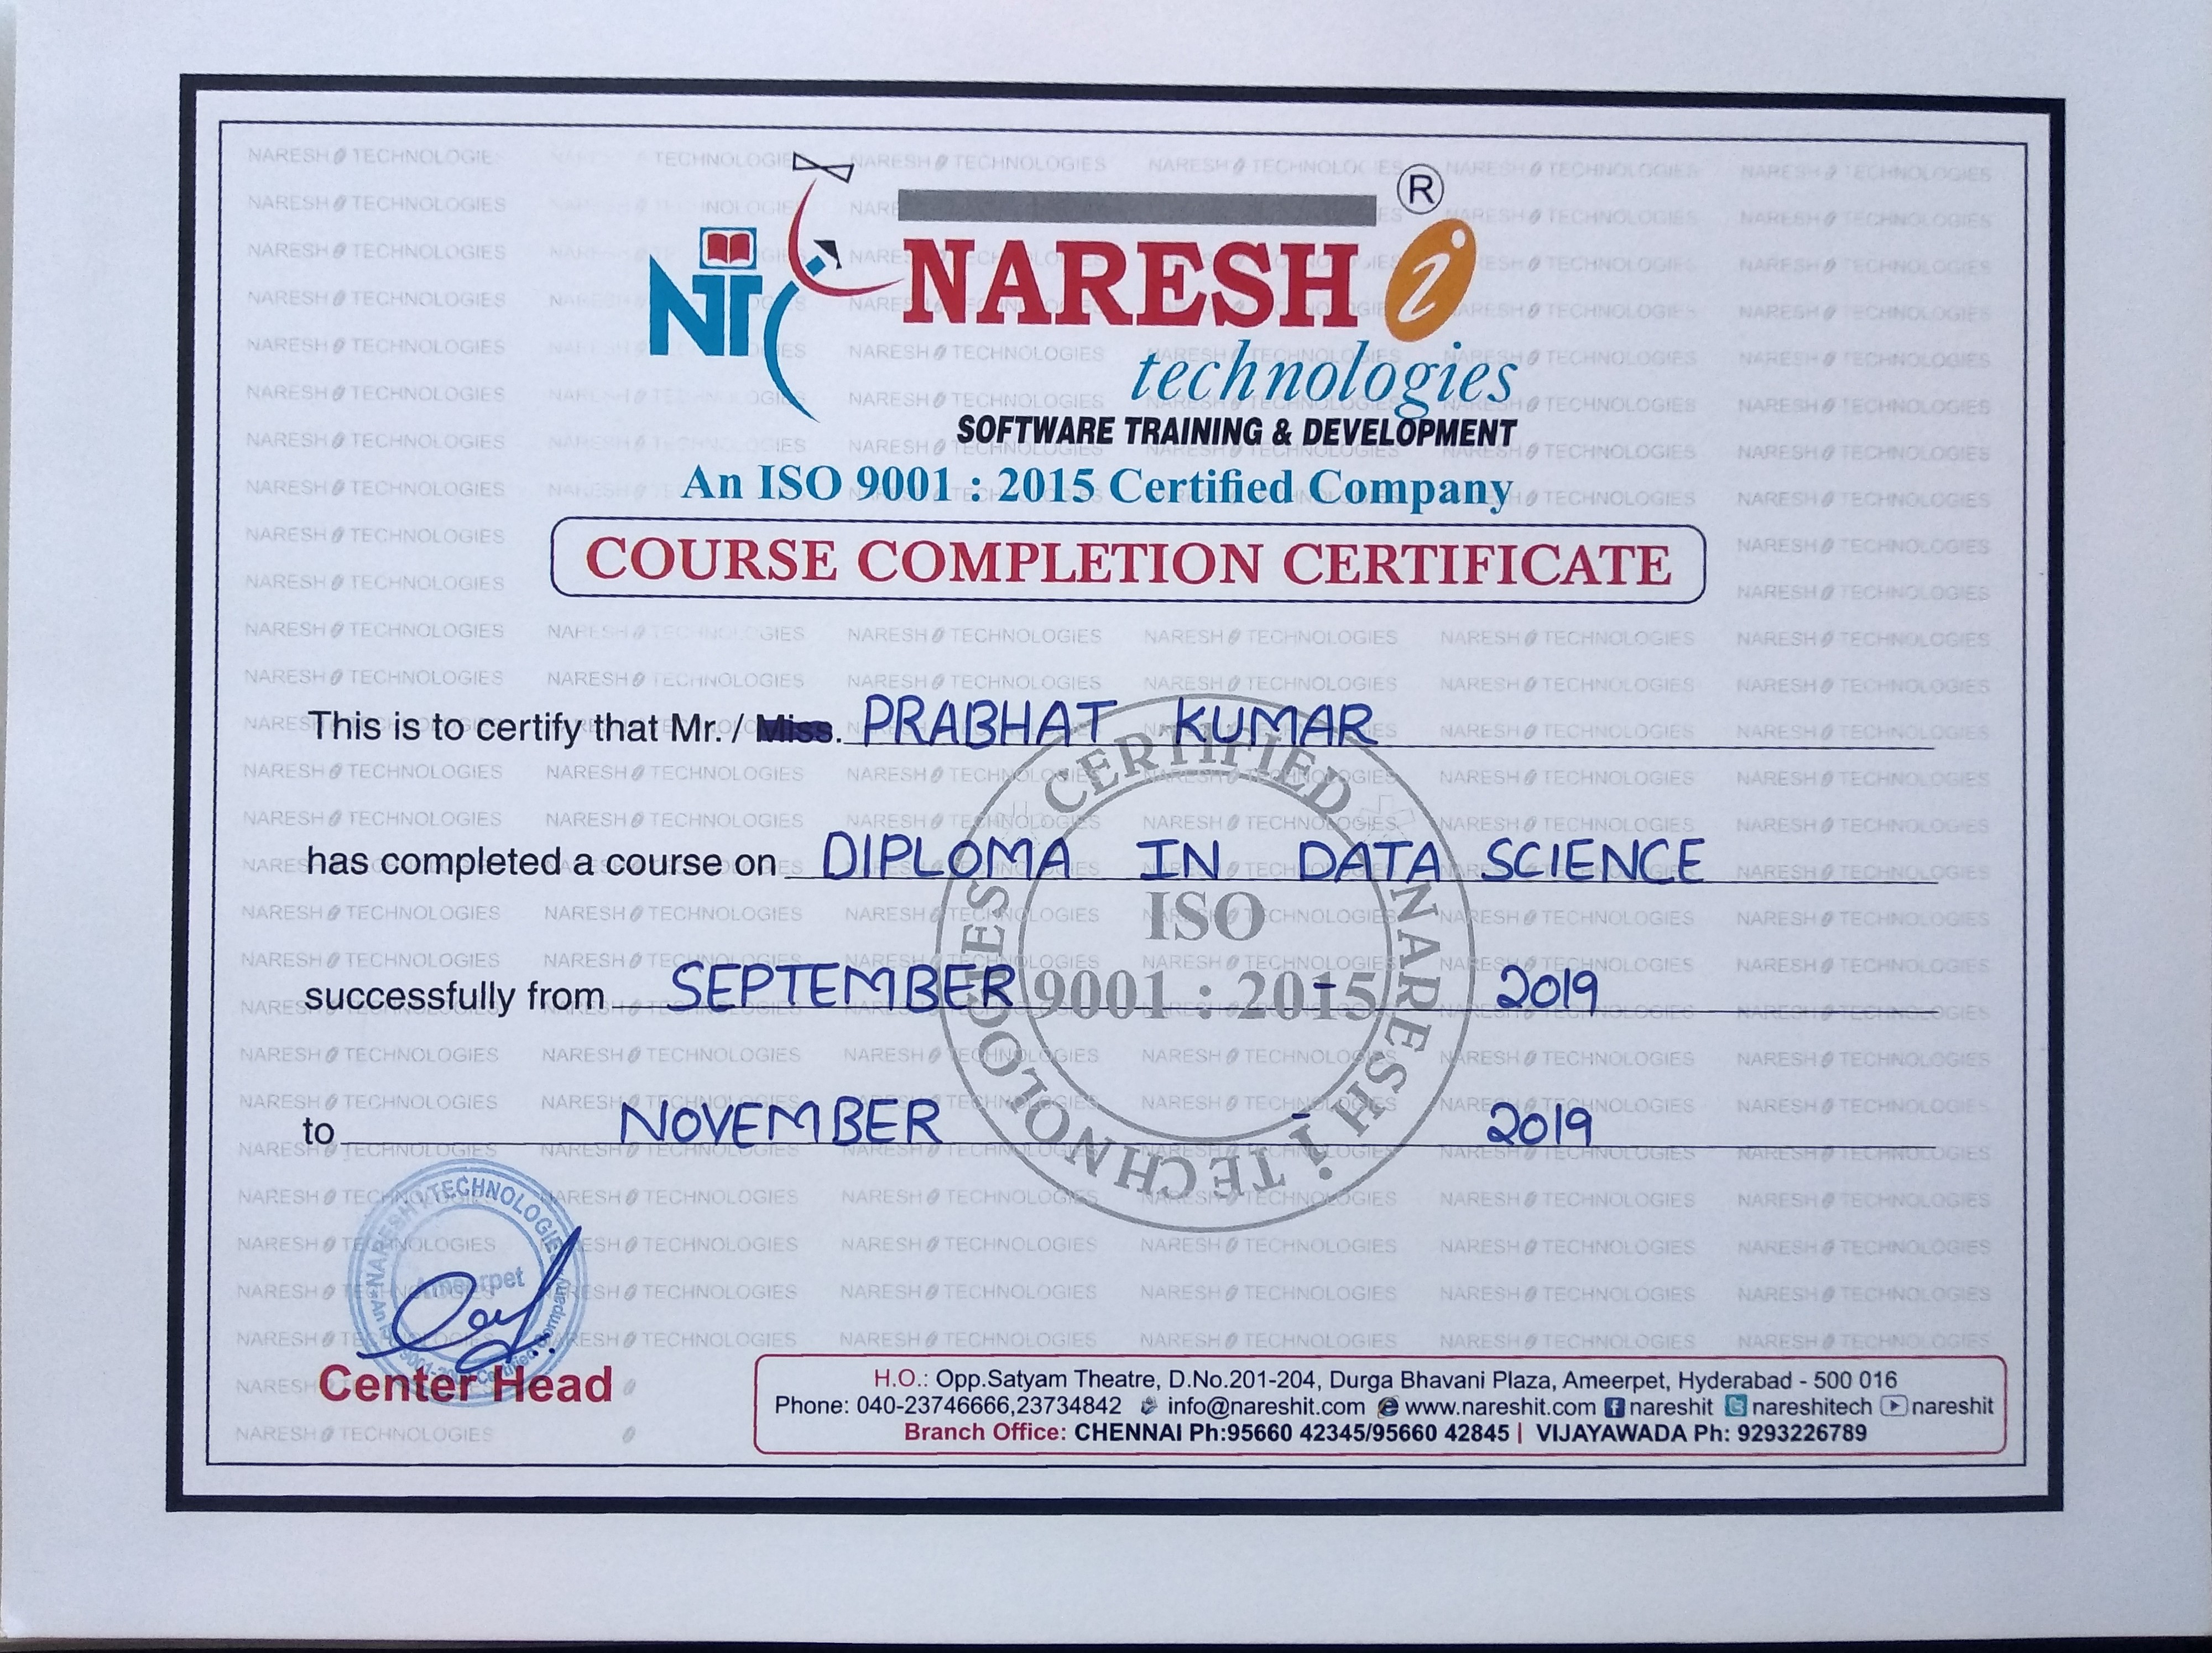 NIT
®
NARESH i
technologies
SOFTWARE TRAINING & DEVELOPMENT
An ISO 9001 : 2015 Certified Company
COURSE COMPLETION CERTIFICATE
This is to certify that Mr. / Miss. PRABHAT KUMAR
has completed a course on DIPLOMA IN DATA SCIENCE
successfully from SEPTEMBER - 2019
to NOVEMBER - 2019
CERTIFIED NARESH i TECHNOLOGIES
ISO
9001 : 2015
NARESH i TECHNOLOGIES
Ameerpet
Certified Company
Center Head
H.O.: Opp.Satyam Theatre, D.No.201-204, Durga Bhavani Plaza, Ameerpet, Hyderabad - 500 016
Phone: 040-23746666,23734842 info@nareshit.com www.nareshit.com nareshit nareshitech nareshit
Branch Office: CHENNAI Ph:95660 42345/95660 42845 | VIJAYAWADA Ph: 9293226789